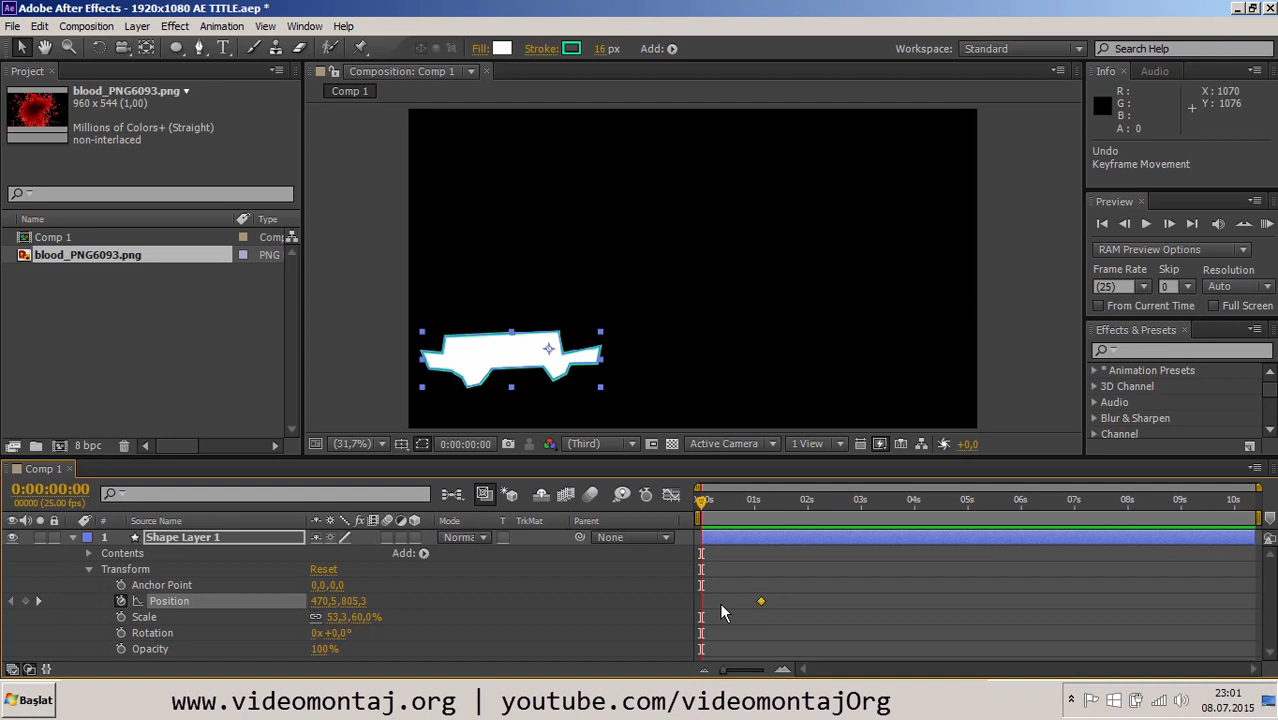 Adobe After Effects - 1920x1080 AE TITLE.aep *
File Edit Composition Layer Effect Animation View Window Help
Fill: Stroke: 16 px Add: Workspace: Standard Search Help
Project Composition: Comp 1 Info Audio
Comp 1
blood_PNG6093.png
960 x 544 (1,00)
Millions of Colors+ (Straight)
non-interlaced
R : X : 1070
G : Y : 1076
B :
A : 0
Undo
Keyframe Movement
Preview
RAM Preview Options
Frame Rate Skip Resolution
(25) 0 Auto
From Current Time Full Screen
Effects & Presets
* Animation Presets
3D Channel
Audio
Blur & Sharpen
Channel
Name Type
Comp 1 Comp
blood_PNG6093.png PNG
8 bpc
(31,7%) 0:00:00:00 (Third) Active Camera 1 View +0,0
Comp 1
0:00:00:00
00000 (25.00 fps)
01s 02s 03s 04s 05s 06s 07s 08s 09s 10s
# Source Name Mode T TrkMat Parent
1 Shape Layer 1 Norma None
Contents Add:
Transform Reset
Anchor Point 0,0,0,0
Position 470,5,805,3
Scale 53,3,60,0%
Rotation 0x+0,0°
Opacity 100%
Başlat www.videomontaj.org | youtube.com/videomontajOrg 23:01
08.07.2015